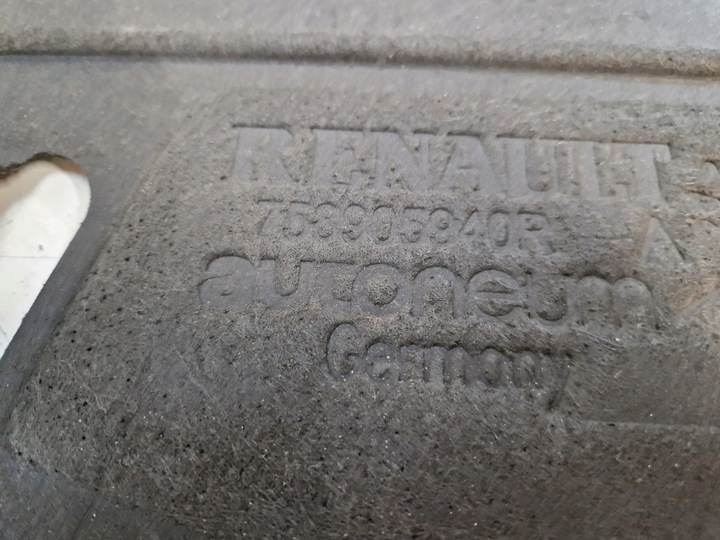 RENAULT
758905940R - A
autoneum
Germany